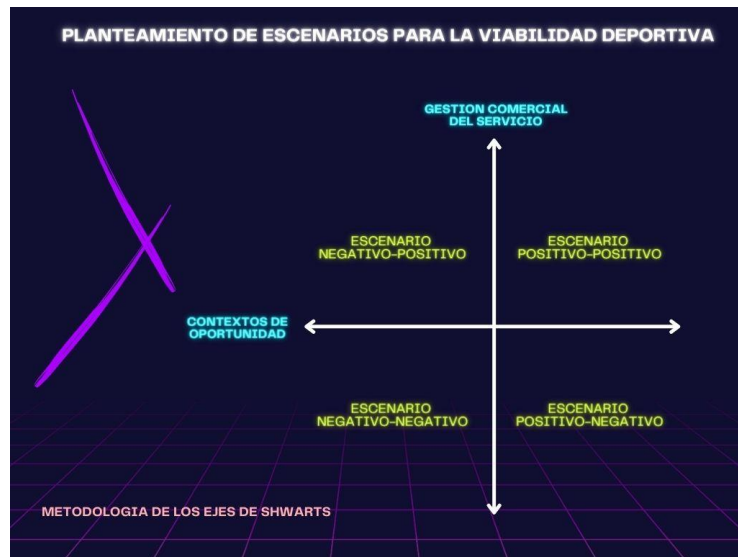 PLANTEAMIENTO DE ESCENARIOS PARA LA VIABILIDAD DEPORTIVA
GESTION COMERCIAL
DEL SERVICIO
ESCENARIO
NEGATIVO-POSITIVO
ESCENARIO
POSITIVO-POSITIVO
CONTEXTOS DE
OPORTUNIDAD
ESCENARIO
NEGATIVO-NEGATIVO
ESCENARIO
POSITIVO-NEGATIVO
METODOLOGIA DE LOS EJES DE SHWARTS